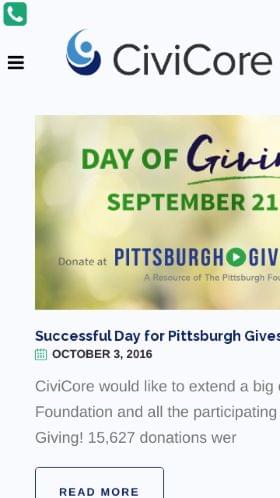 CiviCore
DAY OF Givin
SEPTEMBER 21
Donate at PITTSBURGH GIV
A Resource of The Pittsburgh Fou
Successful Day for Pittsburgh Gives
OCTOBER 3, 2016
CiviCore would like to extend a big
Foundation and all the participating
Giving! 15,627 donations wer
READ MORE